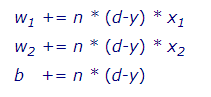 w₁ += n * (d-y) * x₁
w₂ += n * (d-y) * x₂
b += n * (d-y)